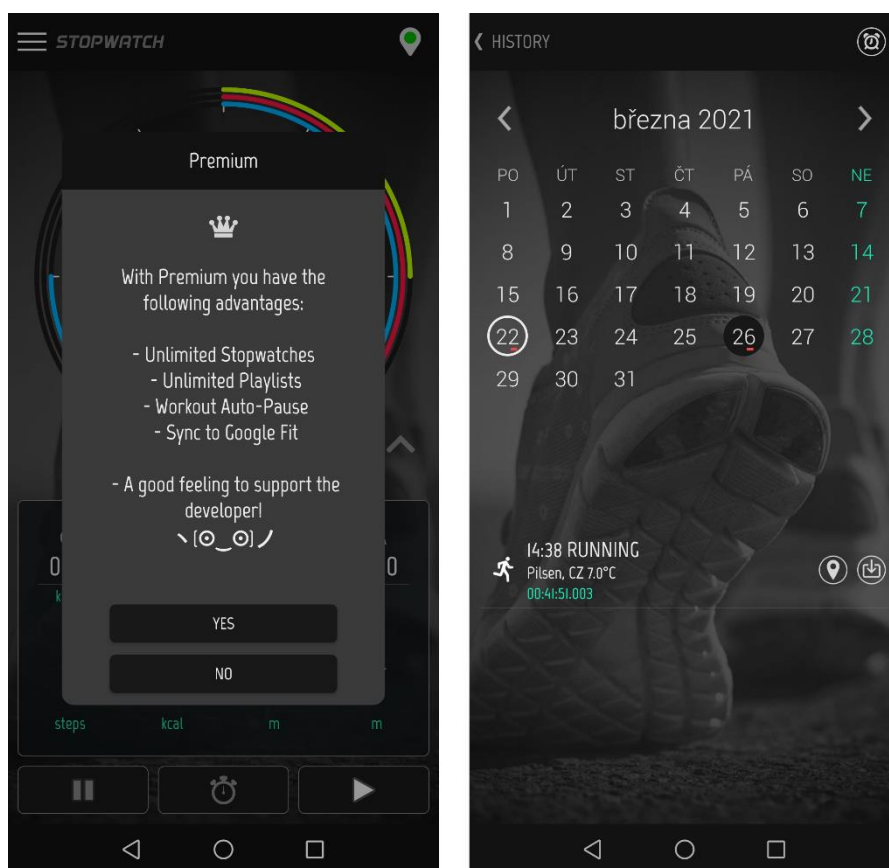 STOPWATCH
Premium
With Premium you have the
following advantages:
- Unlimited Stopwatches
- Unlimited Playlists
- Workout Auto-Pause
- Sync to Google Fit
- A good feeling to support the
developer!
ヽ(ʘ‿ʘ)ノ
0 0
k
YES
NO
steps kcal m m
HISTORY
března 2021
PO ÚT ST ČT PÁ SO NE
1 2 3 4 5 6 7
8 9 10 11 12 13 14
15 16 17 18 19 20 21
22 23 24 25 26 27 28
29 30 31
14:38 RUNNING
Pilsen, CZ 7.0°C
00:41:51.003